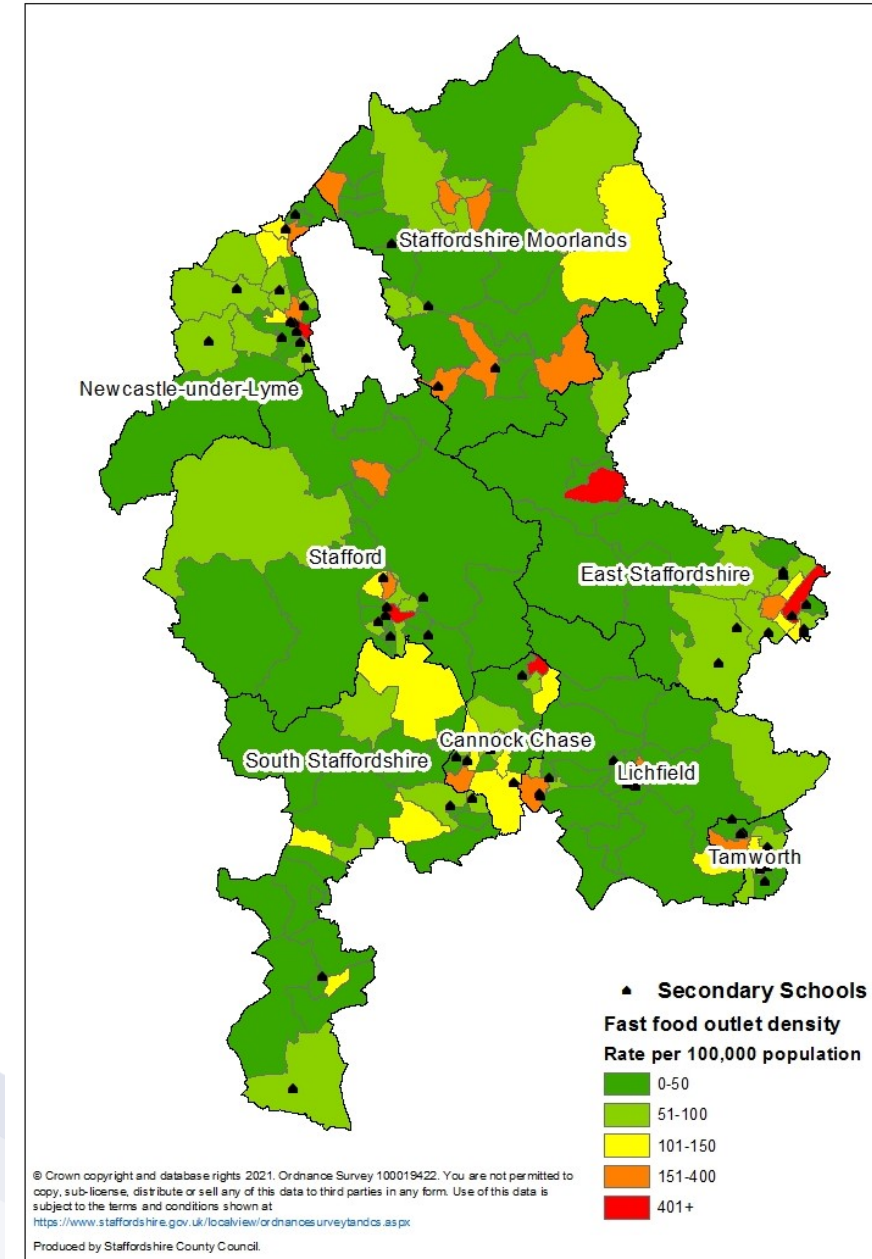 Staffordshire Moorlands
Newcastle-under-Lyme
Stafford
East Staffordshire
South Staffordshire
Cannock Chase
Lichfield
Tamworth
Secondary Schools
Fast food outlet density
Rate per 100,000 population
0-50
51-100
101-150
151-400
401+
© Crown copyright and database rights 2021. Ordnance Survey 100019422. You are not permitted to
copy, sub-license, distribute or sell any of this data to third parties in any form. Use of this data is
subject to the terms and conditions shown at
https://www.staffordshire.gov.uk/localview/ordnancesurveytandcs.aspx
Produced by Staffordshire County Council.